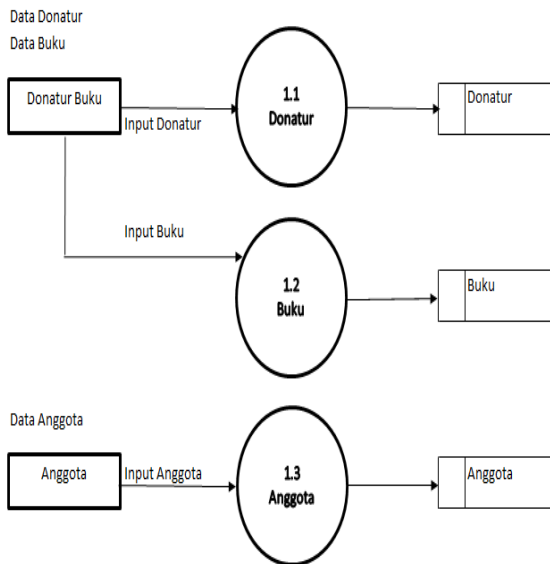 Data Donatur
Data Buku
Donatur Buku
Input Donatur
1.1
Donatur
Donatur
Input Buku
1.2
Buku
Buku
Data Anggota
Anggota
Input Anggota
1.3
Anggota
Anggota